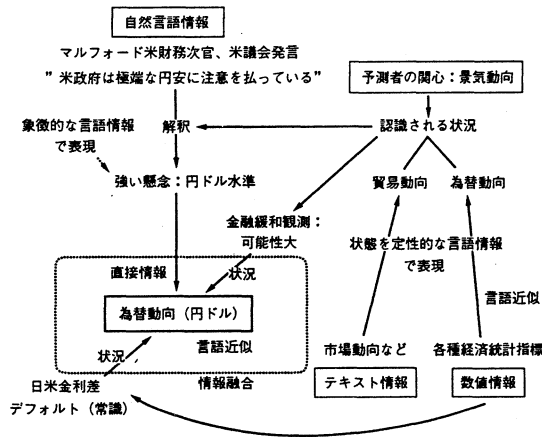 自然言語情報
マルフォード米財務次官、米議会発言
”米政府は極端な円安に注意を払っている”
予測者の関心：景気動向
象徴的な言語情報
で表現
解釈
認識される状況
強い懸念：円ドル水準
貿易動向
為替動向
金融緩和観測：
可能性大
状態を定性的な言語情報
で表現
直接情報
状況
為替動向（円ドル）
言語近似
言語近似
状況
市場動向など
各種経済統計指標
日米金利差
デフォルト（常識）
情報融合
テキスト情報
数値情報